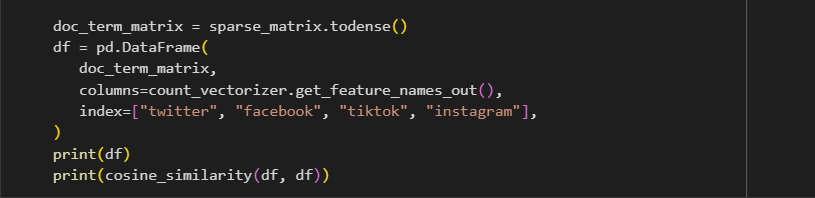 doc_term_matrix = sparse_matrix.todense()
df = pd.DataFrame(
   doc_term_matrix,
   columns=count_vectorizer.get_feature_names_out(),
   index=["twitter", "facebook", "tiktok", "instagram"],
)
print(df)
print(cosine_similarity(df, df))